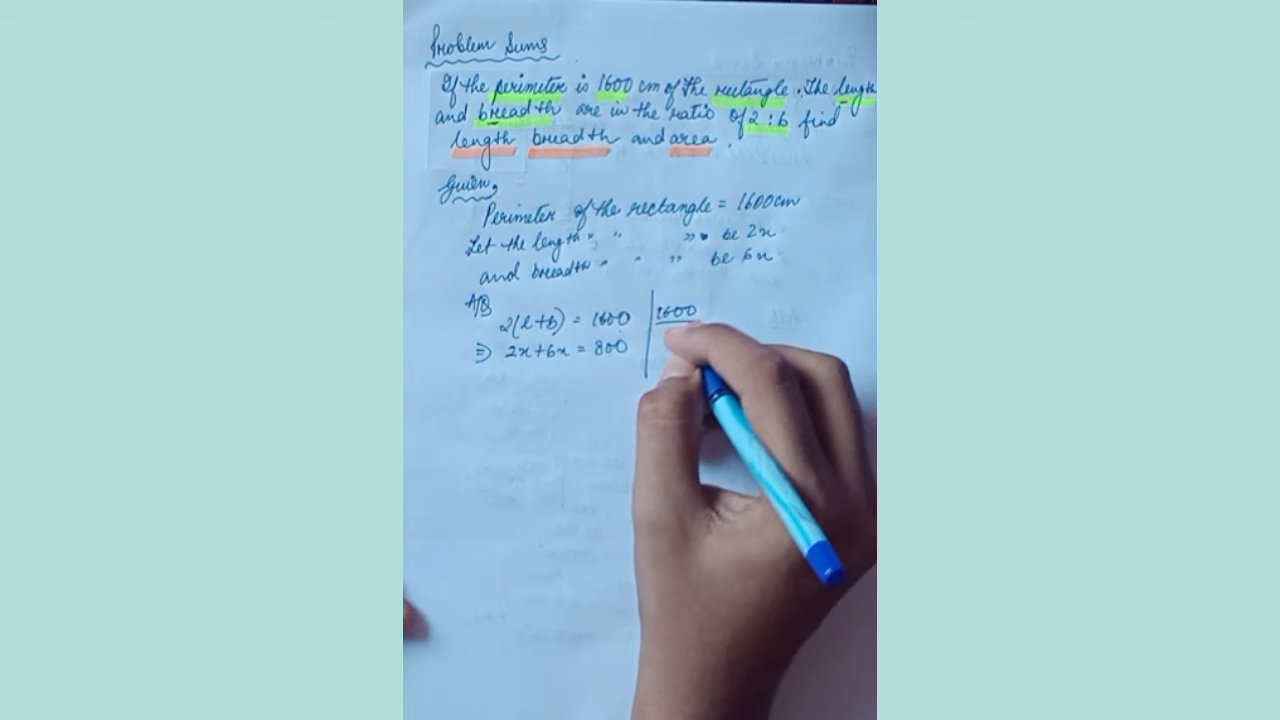 Problem Sums
If the perimeter is 1600 cm of the rectangle. The length
and breadth are in the ratio of 2:6 find
length breadth and area.
Given,
Perimeter of the rectangle = 1600cm
Let the length " " " be 2x
and breadth " " " be 6x
A/Q
2(l+b) = 1600
⇒ 2x+6x = 800
1600